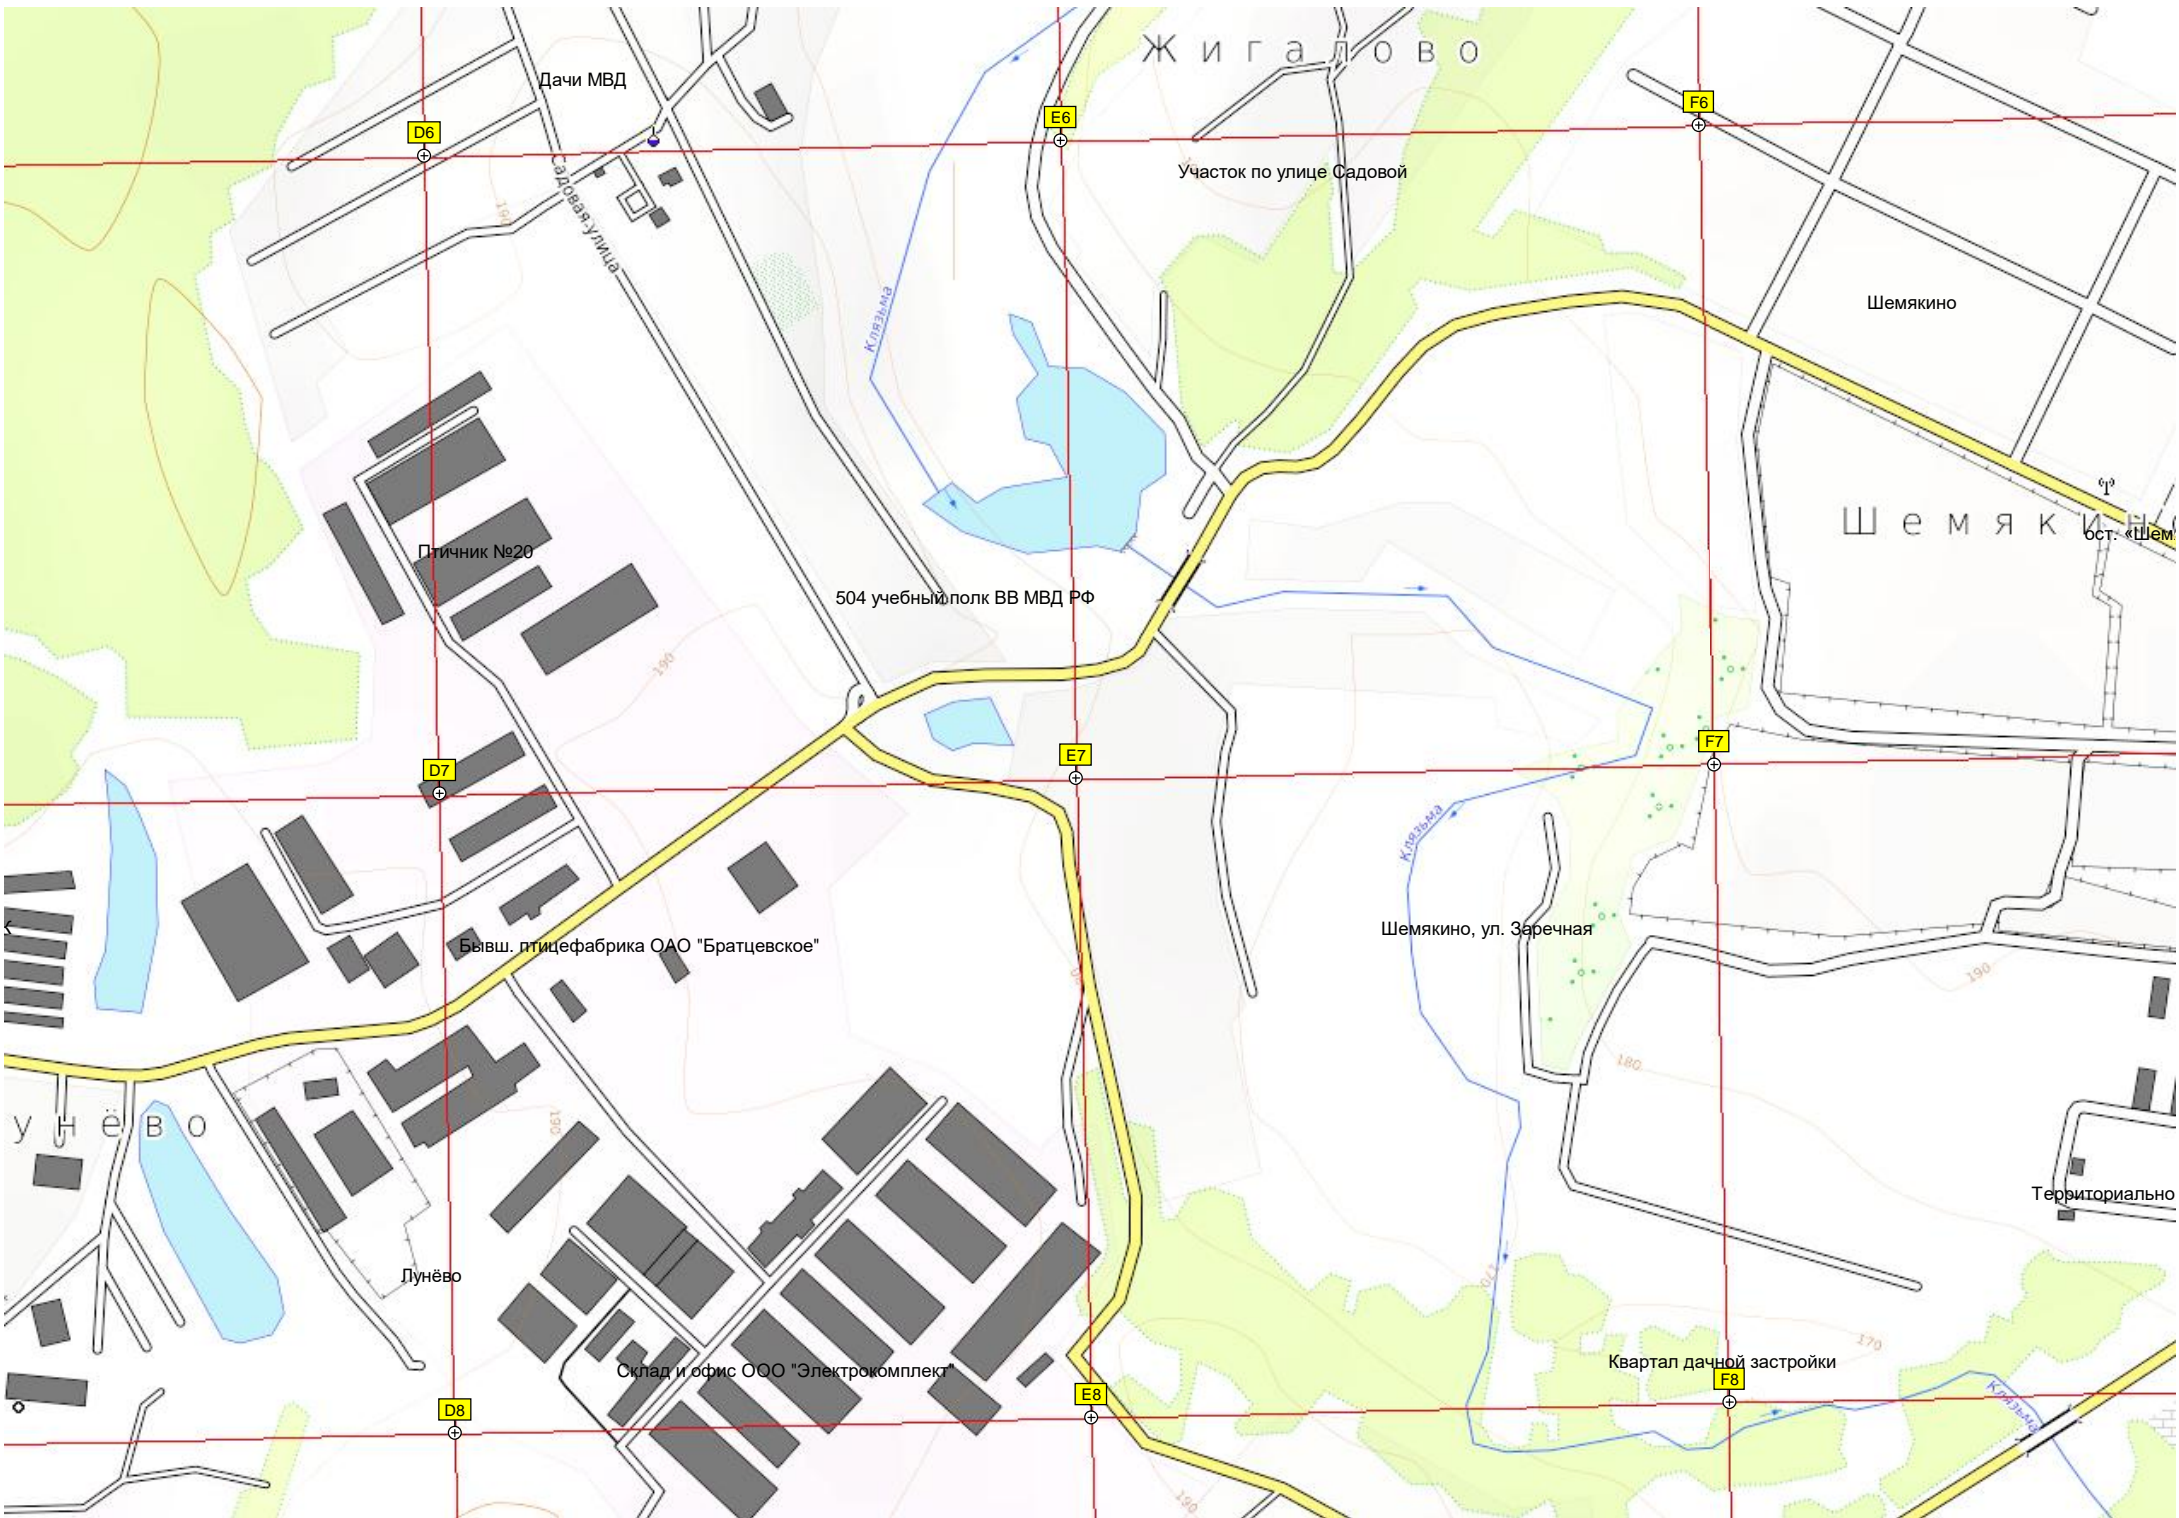 Жигалово
Дачи МВД
F6
E6
D6
Участок по улице Садовой
Садовая улица
190
Шемякино
Клязьма
Шемякино
ост. «Шем
Птичник №20
504 учебный полк ВВ МВД РФ
190
F7
E7
D7
Клязьма
Шемякино, ул. Заречная
Бывш. птицефабрика ОАО "Братцевское"
190
180
190
унёво
Территориально
Лунёво
170
170
Квартал дачной застройки
Склад и офис ООО "Электрокомплект"
F8
E8
D8
Клязьма
190